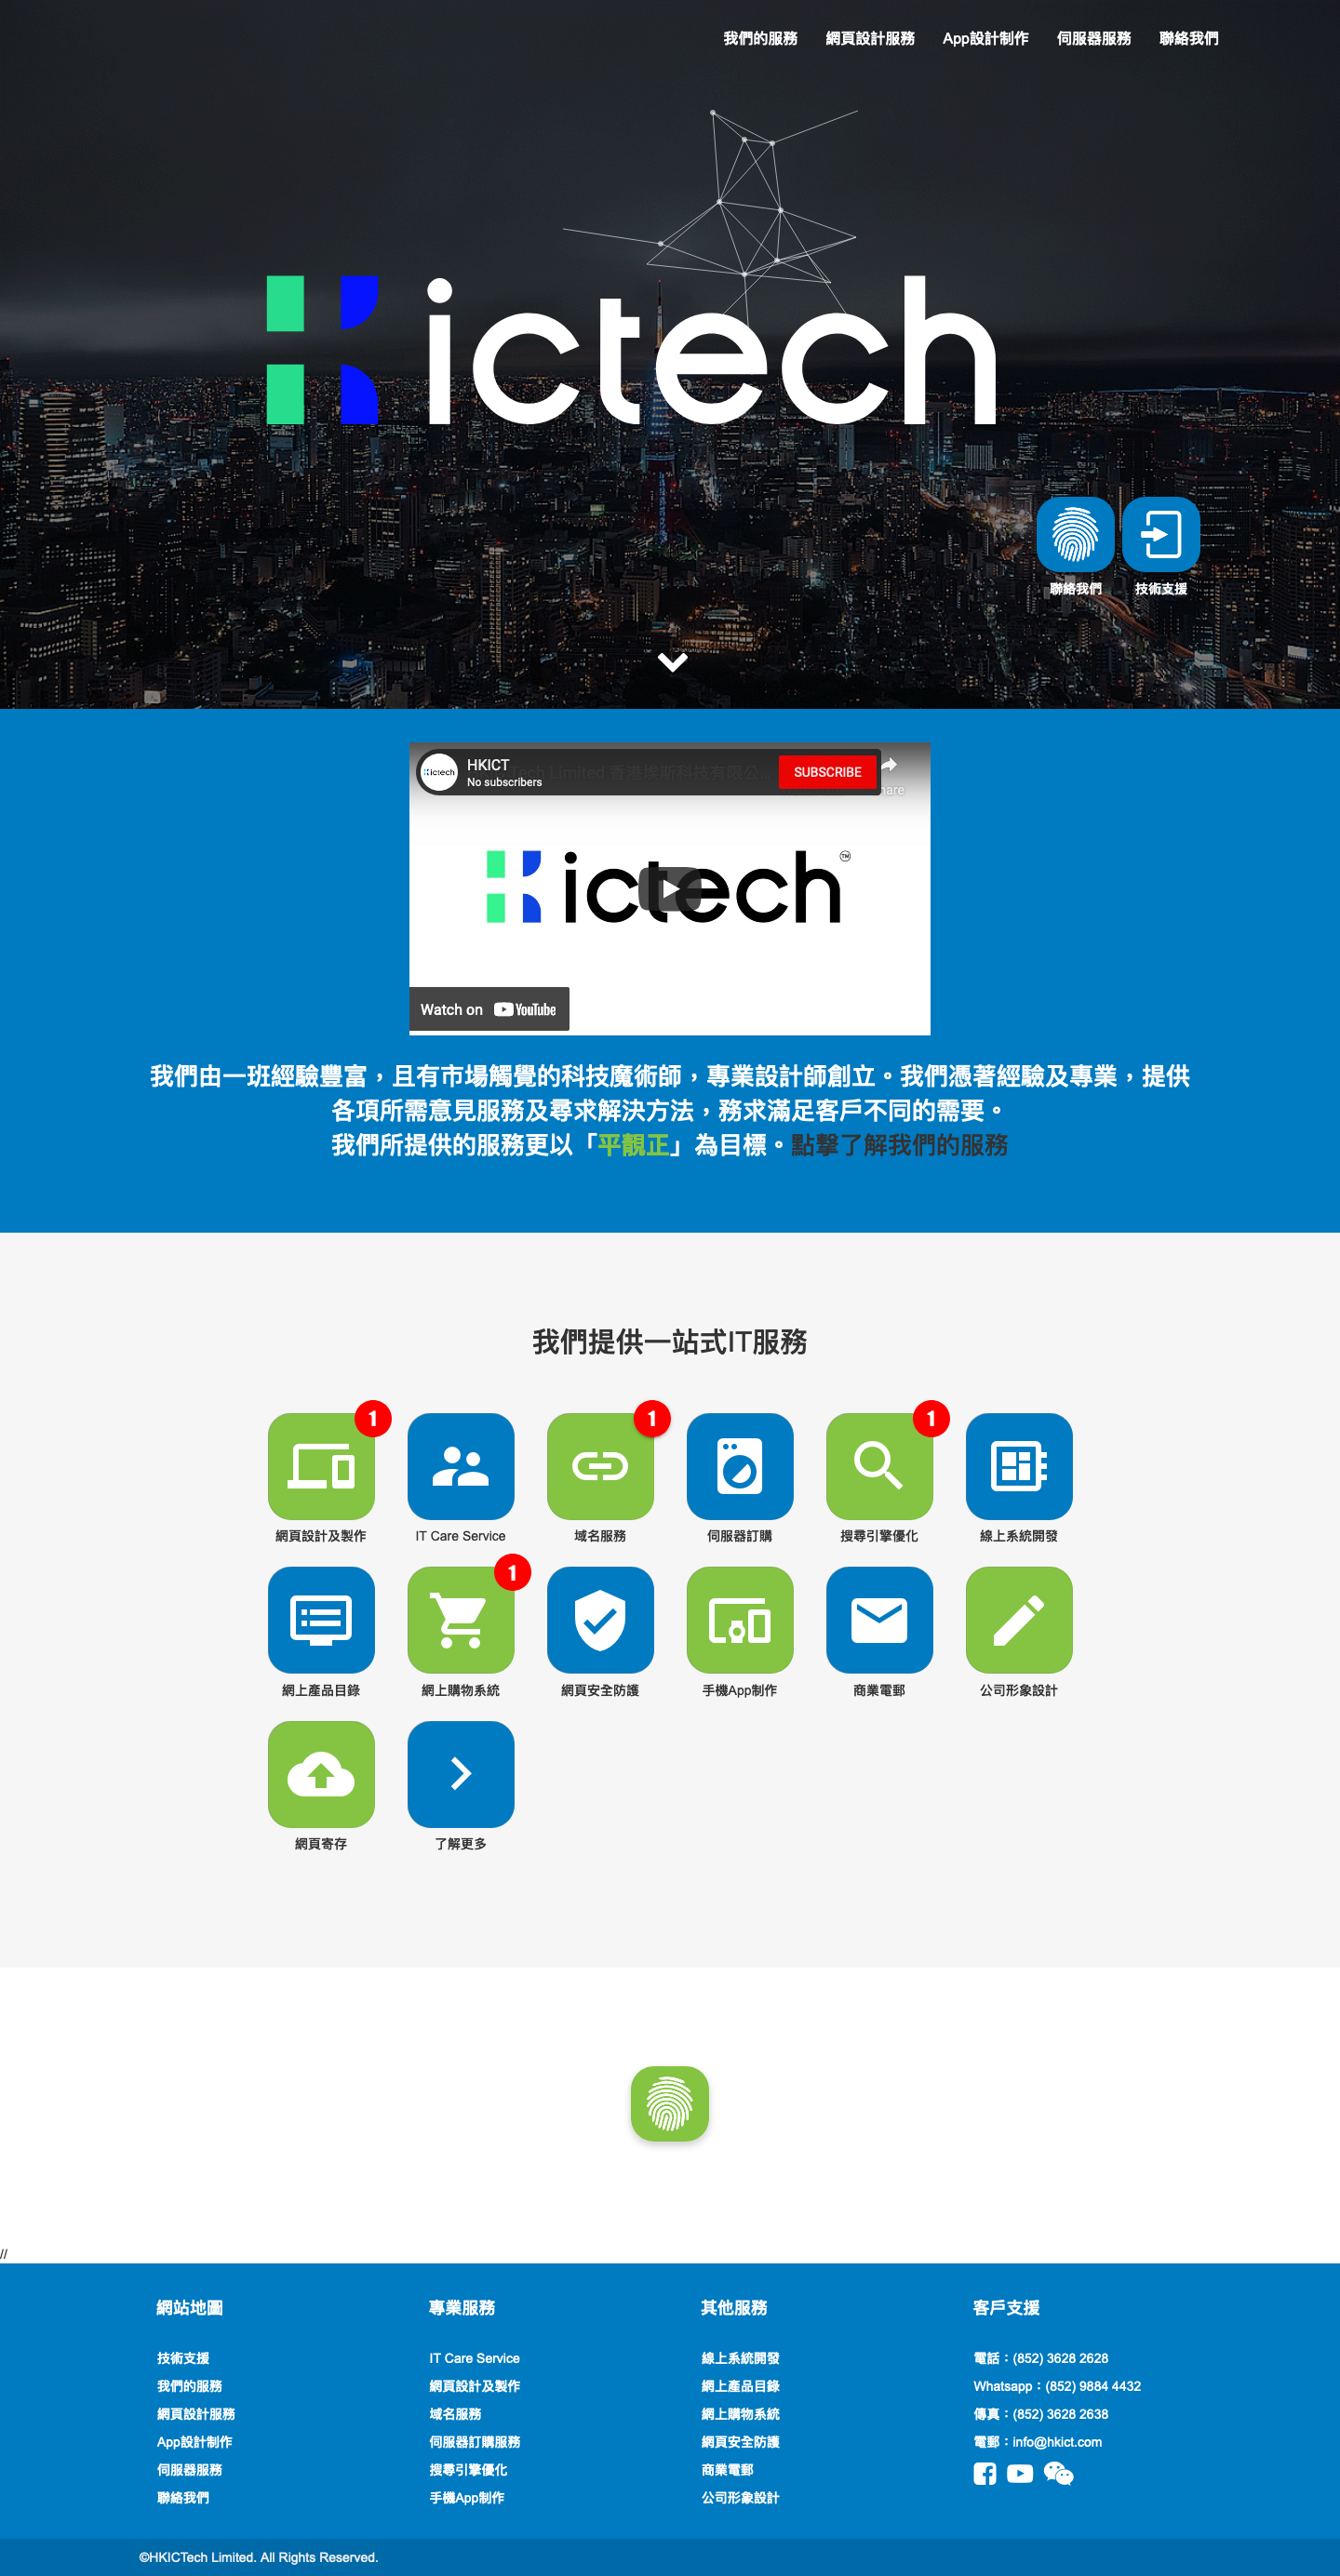 我們的服務 網頁設計服務 App設計制作 伺服器服務 聯絡我們
ictech
聯絡我們 技術支援
HKICT
No subscribers
Tech Limited 香港埃斯科技有限公
SUBSCRIBE
ictech TM
Watch on YouTube
我們由一班經驗豐富，且有市場觸覺的科技魔術師，專業設計師創立。我們憑著經驗及專業，提供
各項所需意見服務及尋求解決方法，務求滿足客戶不同的需要。
我們所提供的服務更以「平靚正」為目標。點擊了解我們的服務
我們提供一站式IT服務
1 1 1
網頁設計及製作 IT Care Service 域名服務 伺服器訂購 搜尋引擎優化 線上系統開發
1
網上產品目錄 網上購物系統 網頁安全防護 手機App制作 商業電郵 公司形象設計
網頁寄存 了解更多
//
網站地圖
技術支援
我們的服務
網頁設計服務
App設計制作
伺服器服務
聯絡我們
專業服務
IT Care Service
網頁設計及製作
域名服務
伺服器訂購服務
搜尋引擎優化
手機App制作
其他服務
線上系統開發
網上產品目錄
網上購物系統
網頁安全防護
商業電郵
公司形象設計
客戶支援
電話：(852) 3628 2628
Whatsapp：(852) 9884 4432
傳真：(852) 3628 2638
電郵：info@hkict.com
©HKICTech Limited. All Rights Reserved.